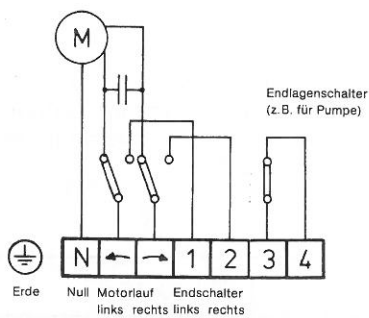 M
Endlagenschalter
(z.B. für Pumpe)
N 1 2 3 4
Erde Null Motorlauf Endschalter
links rechts links rechts